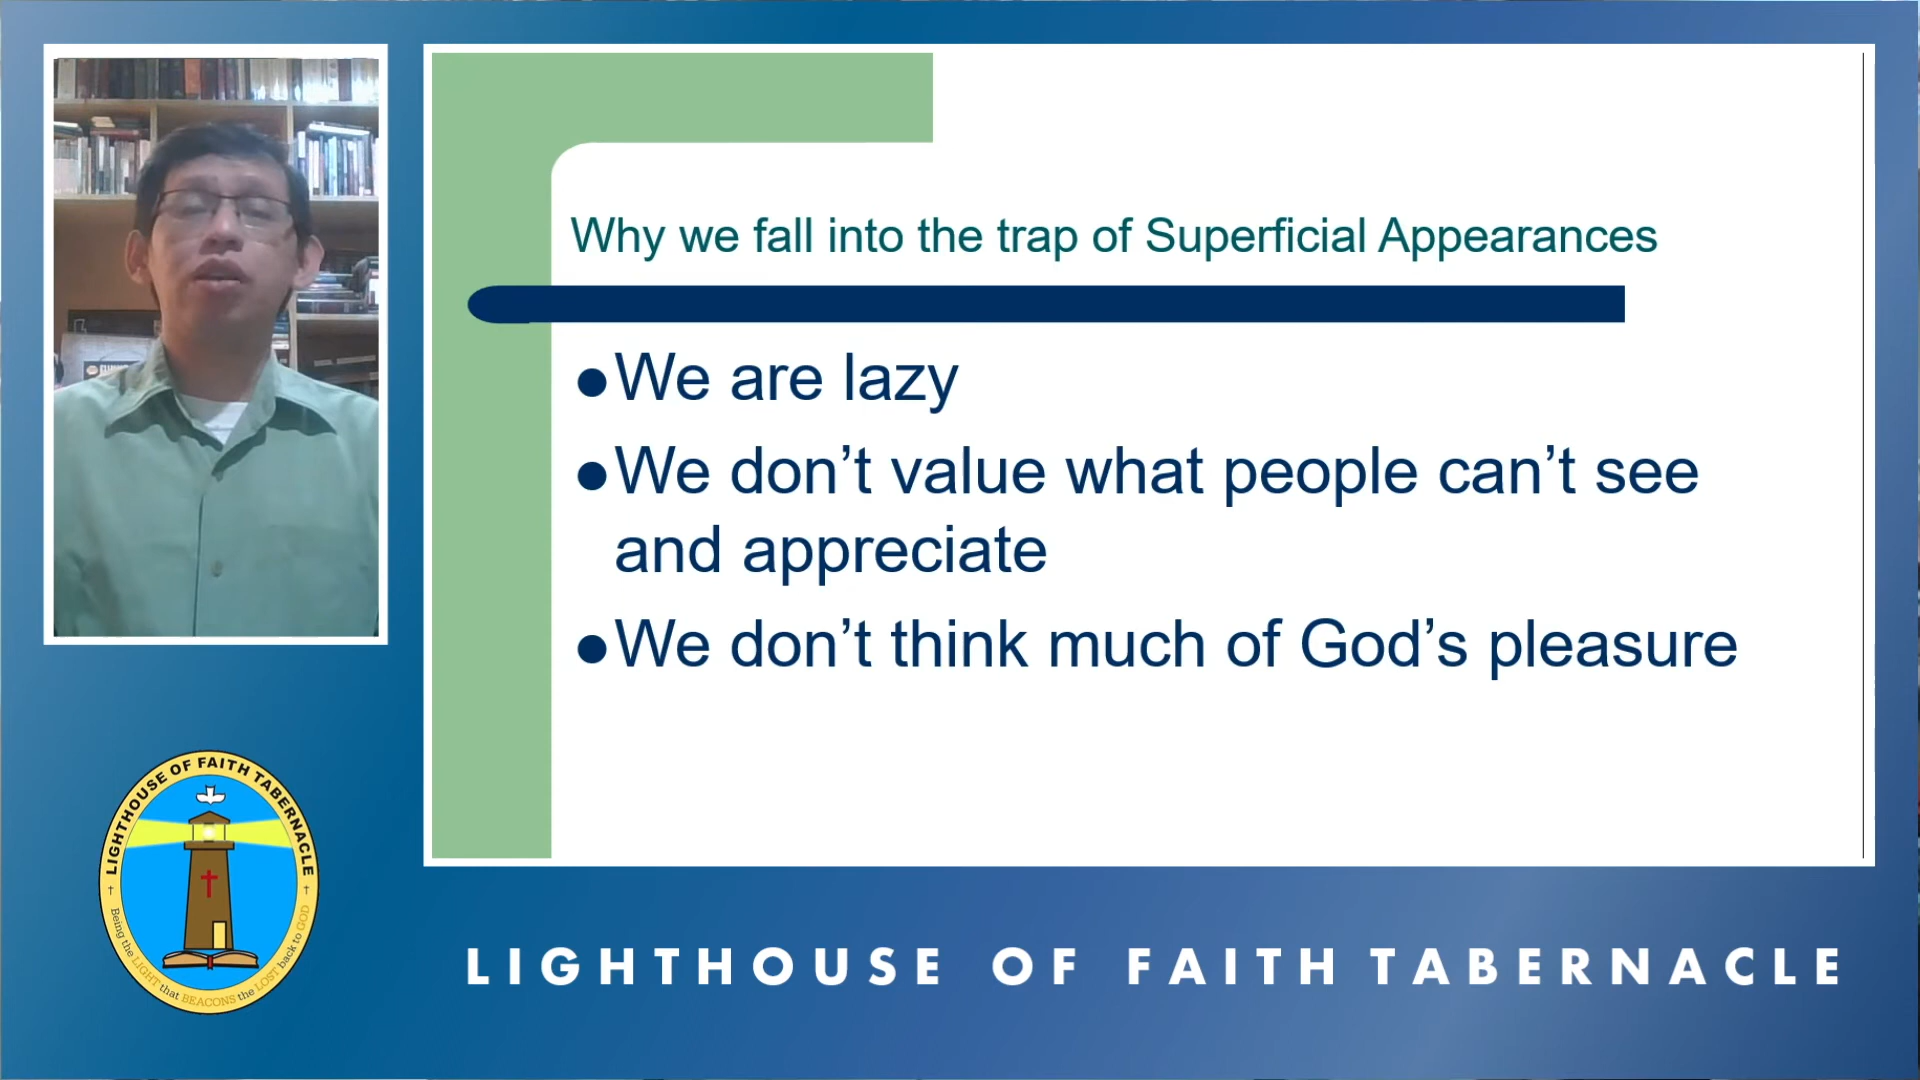 Why we fall into the trap of Superficial Appearances
●We are lazy
●We don’t value what people can’t see
and appreciate
●We don’t think much of God’s pleasure
LIGHTHOUSE OF FAITH TABERNACLE
Being the LIGHT that BEACONS the LOST back to GOD
LIGHTHOUSE OF FAITH TABERNACLE